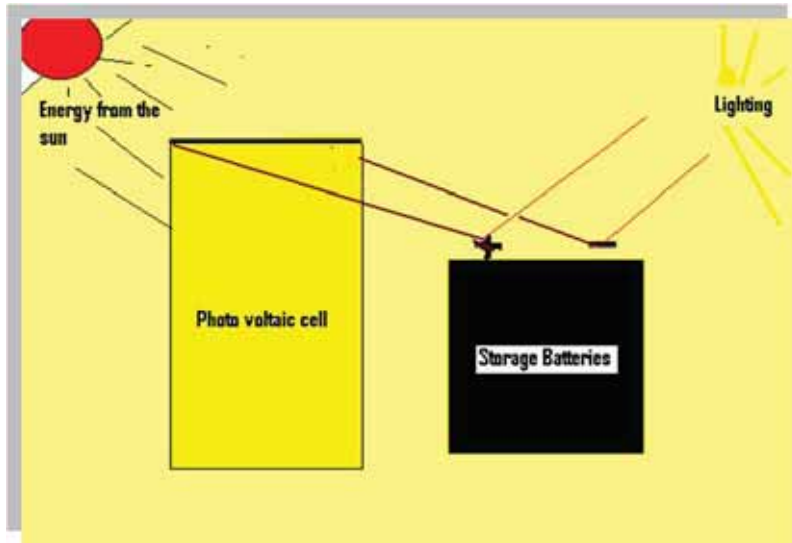 Energy from the
sun
Lighting
Photo voltaic cell
Storage Batteries